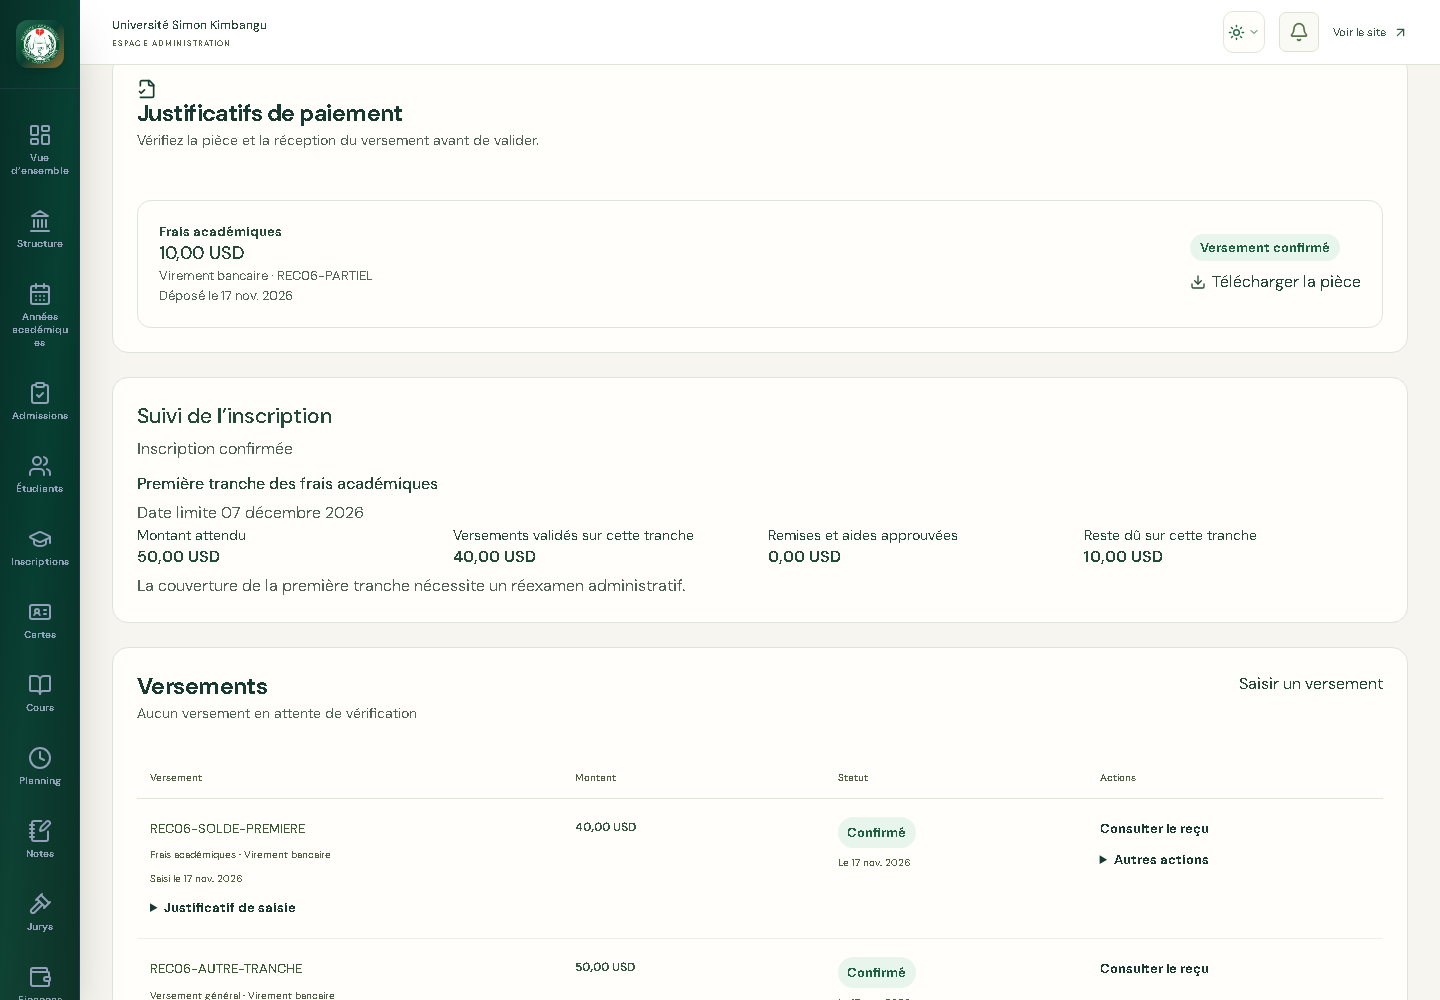 Université Simon Kimbangu
ESPACE ADMINISTRATION
Voir le site
Vue
d'ensemble
Structure
Années
académiqu
es
Admissions
Étudiants
Inscriptions
Cartes
Cours
Planning
Notes
Jurys
Finances
Justificatifs de paiement
Vérifiez la pièce et la réception du versement avant de valider.
Frais académiques
10,00 USD
Virement bancaire · REC06-PARTIEL
Déposé le 17 nov. 2026
Versement confirmé
Télécharger la pièce
Suivi de l'inscription
Inscription confirmée
Première tranche des frais académiques
Date limite 07 décembre 2026
Montant attendu
50,00 USD
Versements validés sur cette tranche
40,00 USD
Remises et aides approuvées
0,00 USD
Reste dû sur cette tranche
10,00 USD
La couverture de la première tranche nécessite un réexamen administratif.
Versements
Aucun versement en attente de vérification
Saisir un versement
Versement
Montant
Statut
Actions
REC06-SOLDE-PREMIERE
Frais académiques · Virement bancaire
Saisi le 17 nov. 2026
Justificatif de saisie
40,00 USD
Confirmé
Le 17 nov. 2026
Consulter le reçu
Autres actions
REC06-AUTRE-TRANCHE
Versement général · Virement bancaire
50,00 USD
Confirmé
Consulter le reçu